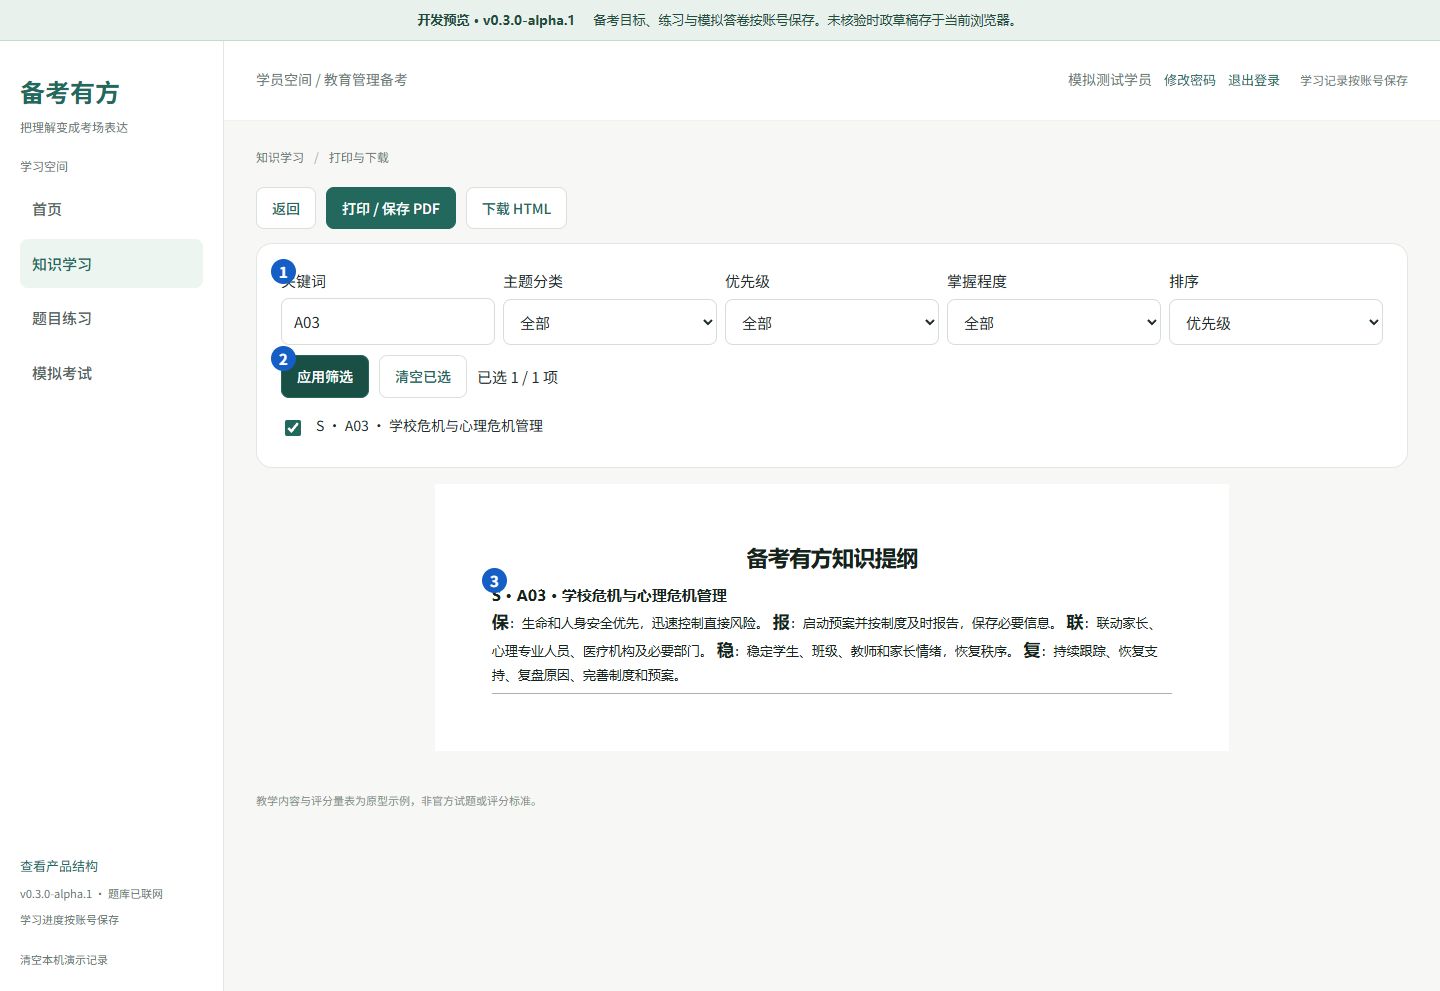 开发预览 • v0.3.0-alpha.1 备考目标、练习与模拟答卷按账号保存。未核验时政草稿存于当前浏览器。
备考有方
把理解变成考场表达
学习空间
首页
知识学习
题目练习
模拟考试
查看产品结构
v0.3.0-alpha.1 · 题库已联网
学习进度按账号保存
清空本机演示记录
学员空间 / 教育管理备考
模拟测试学员 修改密码 退出登录 学习记录按账号保存
知识学习 / 打印与下载
返回 打印 / 保存 PDF 下载 HTML
1
关键词 主题分类 优先级 掌握程度 排序
A03 全部 全部 全部 优先级
2
应用筛选 清空已选 已选 1 / 1 项
S · A03 · 学校危机与心理危机管理
备考有方知识提纲
3
S • A03 • 学校危机与心理危机管理
保：生命和人身安全优先，迅速控制直接风险。 报：启动预案并按制度及时报告，保存必要信息。 联：联动家长、
心理专业人员、医疗机构及必要部门。 稳：稳定学生、班级、教师和家长情绪，恢复秩序。 复：持续跟踪、恢复支
持、复盘原因、完善制度和预案。
教学内容与评分量表为原型示例，非官方试题或评分标准。